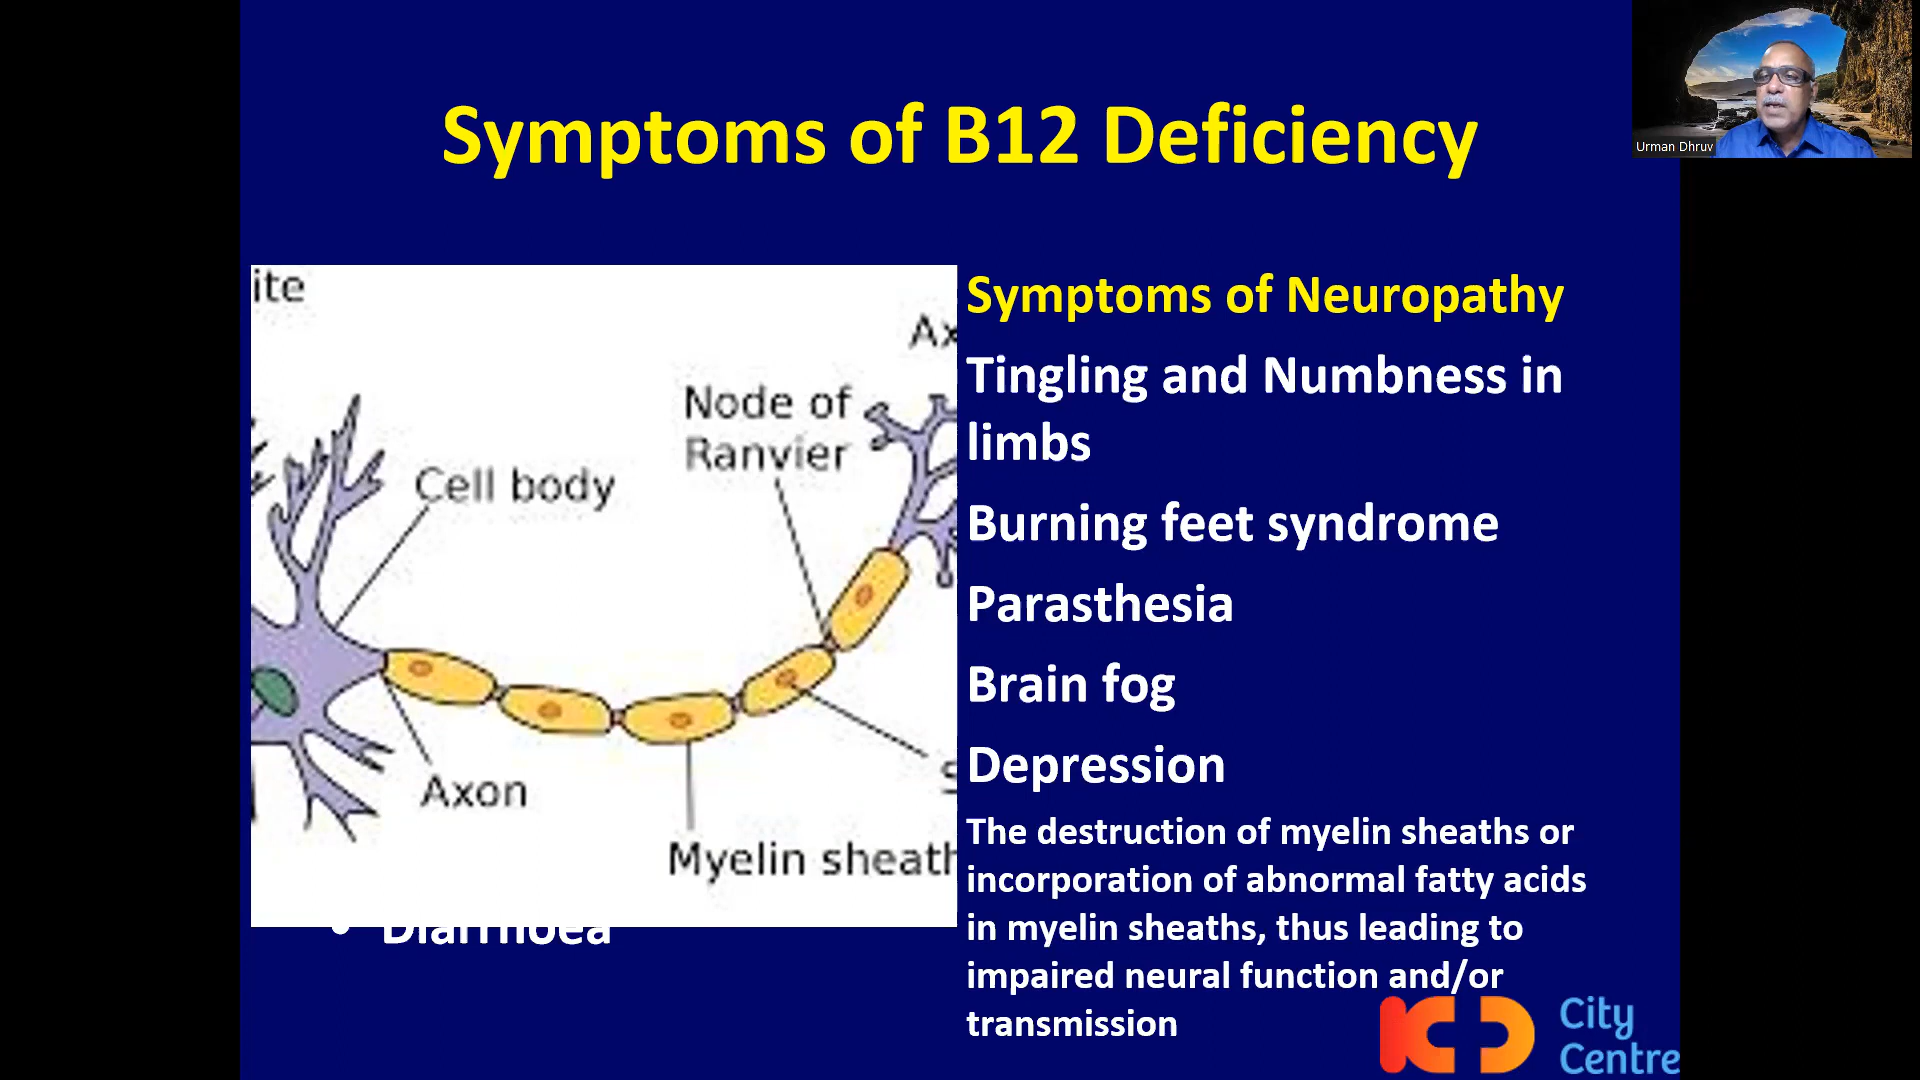 Symptoms of B12 Deficiency
Urman Dhruv
ite
Node of
Ranvier
Cell body
Axon
Myelin sheath
Diarrhoea
Symptoms of Neuropathy
Tingling and Numbness in
limbs
Burning feet syndrome
Parasthesia
Brain fog
Depression
The destruction of myelin sheaths or
incorporation of abnormal fatty acids
in myelin sheaths, thus leading to
impaired neural function and/or
transmission
KD City
Centre